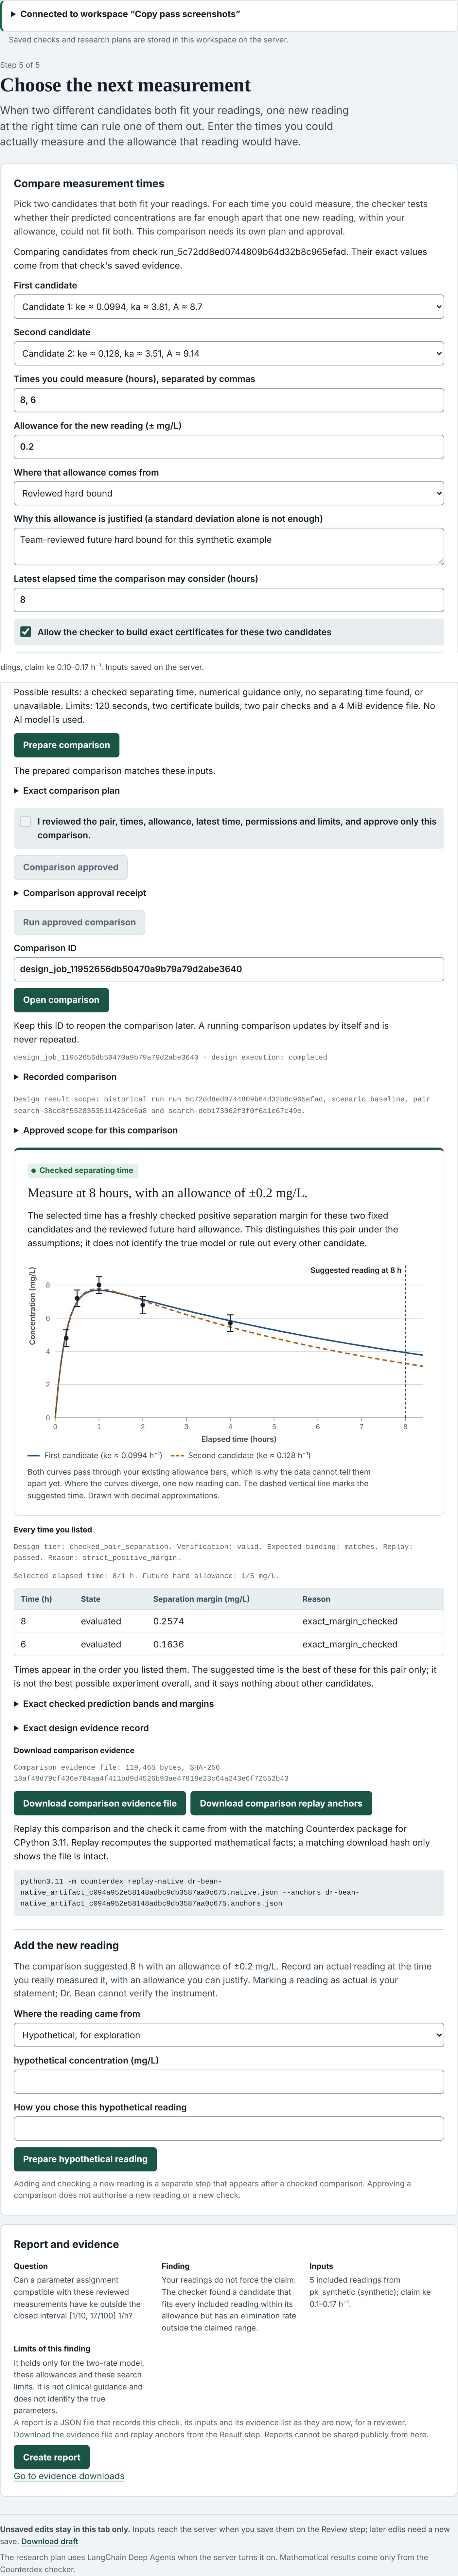 ▶ Connected to workspace “Copy pass screenshots”
Saved checks and research plans are stored in this workspace on the server.
Step 5 of 5
Choose the next measurement
When two different candidates both fit your readings, one new reading
at the right time can rule one of them out. Enter the times you could
actually measure and the allowance that reading would have.
Compare measurement times
Pick two candidates that both fit your readings. For each time you could measure, the checker tests
whether their predicted concentrations are far enough apart that one new reading, within your
allowance, could not fit both. This comparison needs its own plan and approval.
Comparing candidates from check run_5c72dd8ed0744809b64d32b8c965efad. Their exact values
come from that check's saved evidence.
First candidate
Candidate 1: ke ≈ 0.0994, ka ≈ 3.81, A ≈ 8.7
Second candidate
Candidate 2: ke ≈ 0.128, ka ≈ 3.51, A ≈ 9.14
Times you could measure (hours), separated by commas
8, 6
Allowance for the new reading (± mg/L)
0.2
Where that allowance comes from
Reviewed hard bound
Why this allowance is justified (a standard deviation alone is not enough)
Team-reviewed future hard bound for this synthetic example
Latest elapsed time the comparison may consider (hours)
8
Allow the checker to build exact certificates for these two candidates
dings, claim ke 0.10–0.17 h⁻¹. Inputs saved on the server.
Possible results: a checked separating time, numerical guidance only, no separating time found, or
unavailable. Limits: 120 seconds, two certificate builds, two pair checks and a 4 MiB evidence file. No
AI model is used.
Prepare comparison
The prepared comparison matches these inputs.
▶ Exact comparison plan
I reviewed the pair, times, allowance, latest time, permissions and limits, and approve only this
comparison.
Comparison approved
▶ Comparison approval receipt
Run approved comparison
Comparison ID
design_job_11952656db50470a9b79a79d2abe3640
Open comparison
Keep this ID to reopen the comparison later. A running comparison updates by itself and is
never repeated.
design_job_11952656db50470a9b79a79d2abe3640 · design execution: completed
▶ Recorded comparison
Design result scope: historical run run_5c72dd8ed0744809b64d32b8c965efad, scenario baseline, pair
search-38cd8f5528353511426ce6a8 and search-deb173062f3f0f6a1e67c49e.
▶ Approved scope for this comparison
Checked separating time
Measure at 8 hours, with an allowance of ±0.2 mg/L.
The selected time has a freshly checked positive separation margin for these two fixed
candidates and the reviewed future hard allowance. This distinguishes this pair under the
assumptions; it does not identify the true model or rule out every other candidate.
Suggested reading at 8 h
Concentration (mg/L)
8
6
4
2
0
0 1 2 3 4 5 6 7 8
Elapsed time (hours)
First candidate (ke ≈ 0.0994 h⁻¹) Second candidate (ke ≈ 0.128 h⁻¹)
Both curves pass through your existing allowance bars, which is why the data cannot tell them
apart yet. Where the curves diverge, one new reading can. The dashed vertical line marks the
suggested time. Drawn with decimal approximations.
Every time you listed
Design tier: checked_pair_separation. Verification: valid. Expected binding: matches. Replay:
passed. Reason: strict_positive_margin.
Selected elapsed time: 8/1 h. Future hard allowance: 1/5 mg/L.
Time (h) State Separation margin (mg/L) Reason
8 evaluated 0.2574 exact_margin_checked
6 evaluated 0.1636 exact_margin_checked
Times appear in the order you listed them. The suggested time is the best of these for this pair only; it
is not the best possible experiment overall, and it says nothing about other candidates.
▶ Exact checked prediction bands and margins
▶ Exact design evidence record
Download comparison evidence
Comparison evidence file: 119,465 bytes, SHA-256
Download comparison evidence file Download comparison replay anchors
Replay this comparison and the check it came from with the matching Counterdex package for
CPython 3.11. Replay recomputes the supported mathematical facts; a matching download hash only
shows the file is intact.
python3.11 -m counterdex replay-native dr-bean-
native_artifact_c094a952e58148adbc9db3587aa0c675.native.json --anchors dr-bean-
native_artifact_c094a952e58148adbc9db3587aa0c675.anchors.json
Add the new reading
The comparison suggested 8 h with an allowance of ±0.2 mg/L. Record an actual reading at the time
you really measured it, with an allowance you can justify. Marking a reading as actual is your
statement; Dr. Bean cannot verify the instrument.
Where the reading came from
Hypothetical, for exploration
hypothetical concentration (mg/L)
How you chose this hypothetical reading
Prepare hypothetical reading
Adding and checking a new reading is a separate step that appears after a checked comparison. Approving a
comparison does not authorise a new reading or a new check.
Report and evidence
Question
Can a parameter assignment
compatible with these reviewed
measurements have ke outside the
closed interval [1/10, 17/100] 1/h?
Finding
Your readings do not force the claim.
The checker found a candidate that
fits every included reading within its
allowance but has an elimination rate
outside the claimed range.
Inputs
5 included readings from
pk_synthetic (synthetic); claim ke
0.1–0.17 h⁻¹.
Limits of this finding
It holds only for the two-rate model,
these allowances and these search
limits. It is not clinical guidance and
does not identify the true
parameters.
A report is a JSON file that records this check, its inputs and its evidence list as they are now, for a reviewer.
Download the evidence file and replay anchors from the Result step. Reports cannot be shared publicly from here.
Create report
Go to evidence downloads
Unsaved edits stay in this tab only. Inputs reach the server when you save them on the Review step; later edits need a new
save. Download draft
The research plan uses LangChain Deep Agents when the server turns it on. Mathematical results come only from the
Counterdex checker.